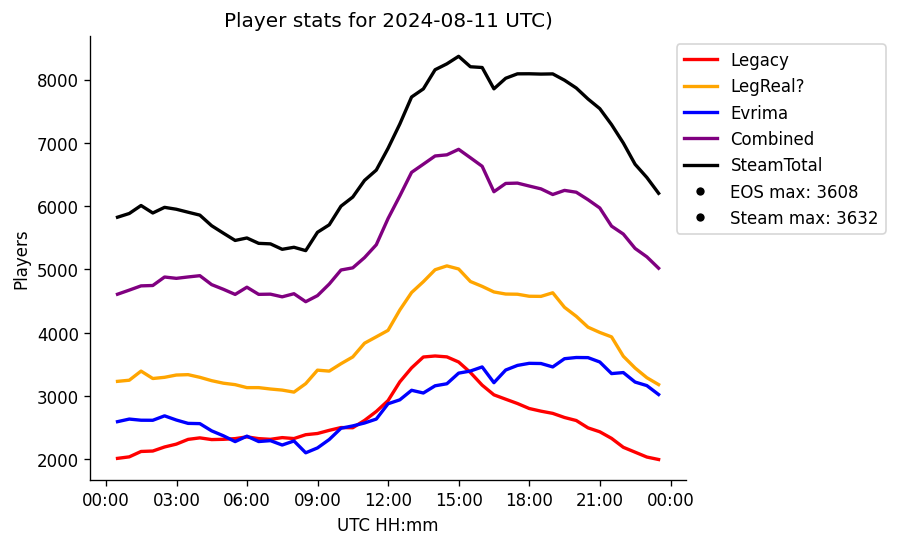 Player stats for 2024-08-11 UTC)
Legacy
LegReal?
Evrima
Combined
SteamTotal
EOS max: 3608
Steam max: 3632
Players
8000
7000
6000
5000
4000
3000
2000
00:00 03:00 06:00 09:00 12:00 15:00 18:00 21:00 00:00
UTC HH:mm